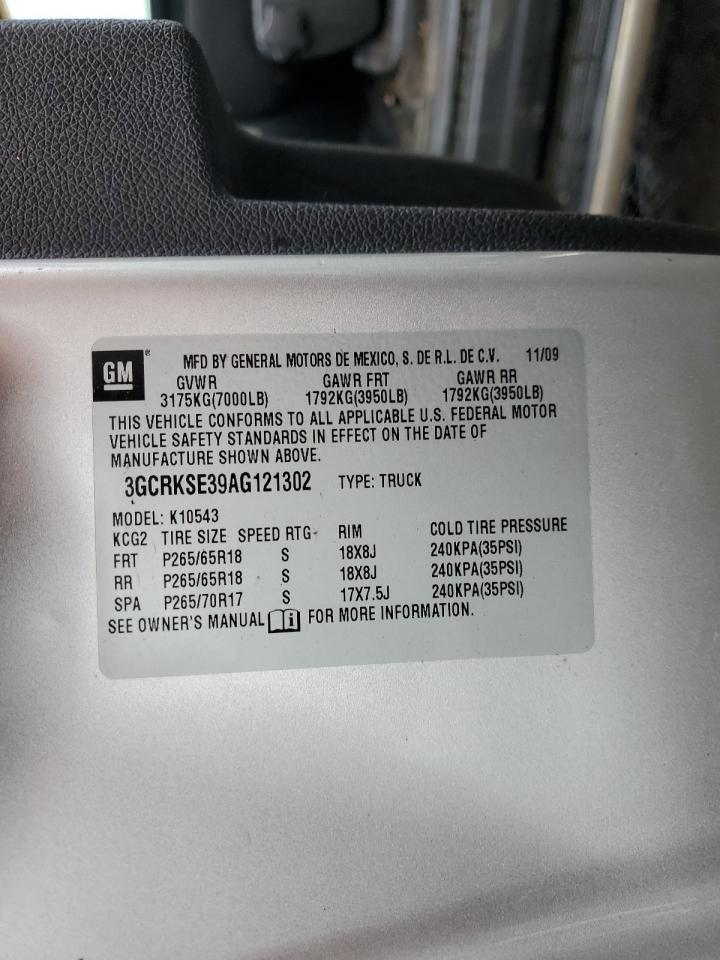 GM ® MFD BY GENERAL MOTORS DE MEXICO, S. DE R.L. DE C.V. 11/09
GVWR GAWR FRT GAWR RR
3175KG(7000LB) 1792KG(3950LB) 1792KG(3950LB)
THIS VEHICLE CONFORMS TO ALL APPLICABLE U.S. FEDERAL MOTOR
VEHICLE SAFETY STANDARDS IN EFFECT ON THE DATE OF
MANUFACTURE SHOWN ABOVE.
3GCRKSE39AG121302 TYPE: TRUCK
MODEL: K10543
KCG2 TIRE SIZE SPEED RTG RIM COLD TIRE PRESSURE
FRT P265/65R18 S 18X8J 240KPA(35PSI)
RR P265/65R18 S 18X8J 240KPA(35PSI)
SPA P265/70R17 S 17X7.5J 240KPA(35PSI)
SEE OWNER'S MANUAL i FOR MORE INFORMATION.